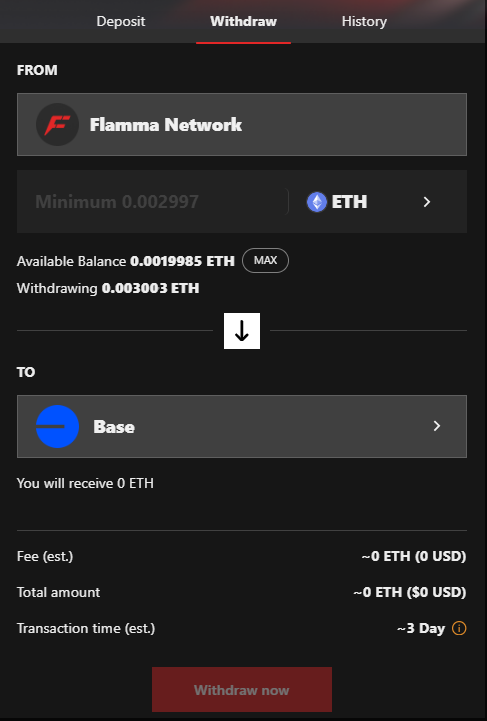 Deposit Withdraw History
FROM
Flamma Network
Minimum 0.002997 ETH
Available Balance 0.0019985 ETH MAX
Withdrawing 0.003003 ETH
TO
Base
You will receive 0 ETH
Fee (est.) ~0 ETH (0 USD)
Total amount ~0 ETH ($0 USD)
Transaction time (est.) ~3 Day
Withdraw now